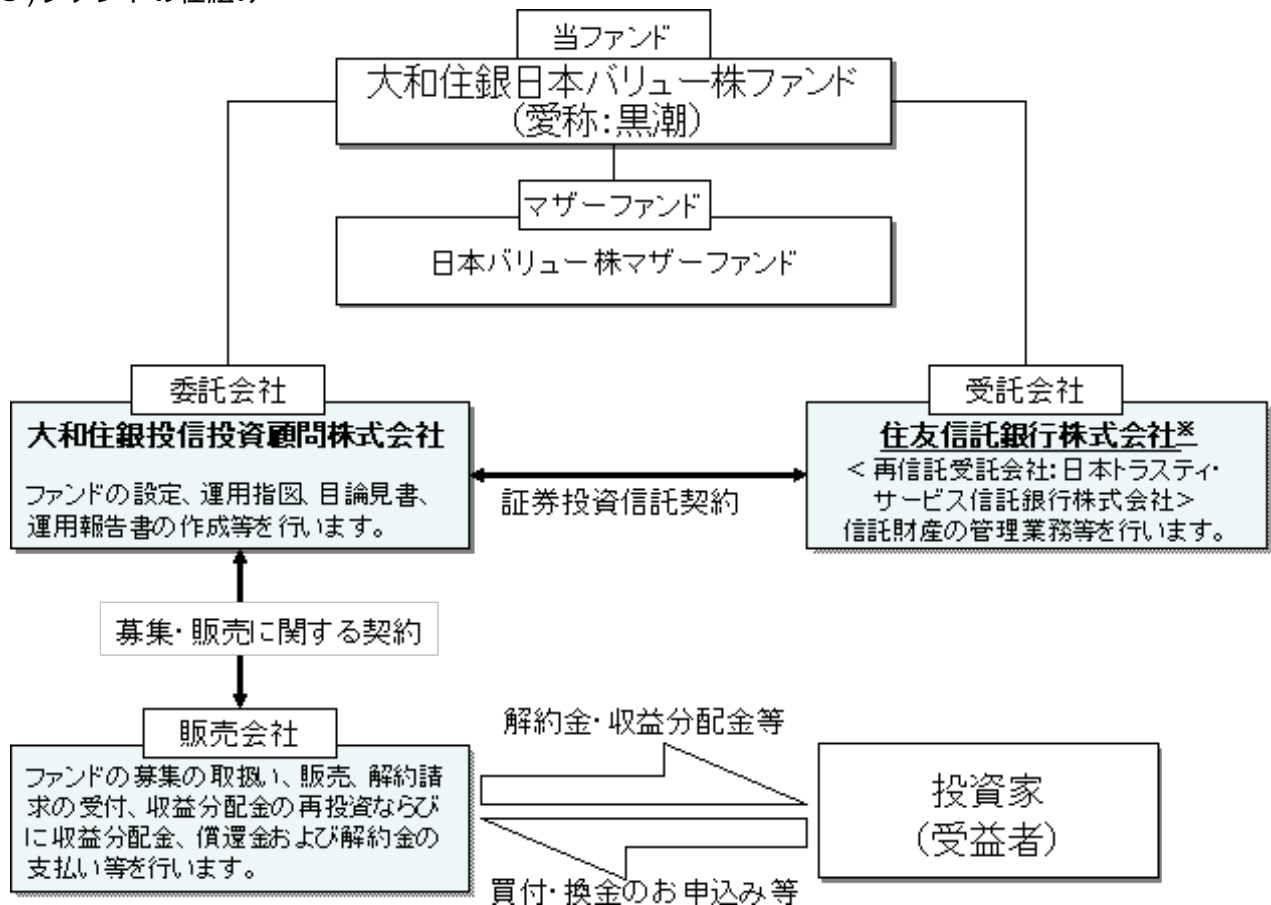 ファンドの仕組み
当ファンド
大和住銀日本バリュー株ファンド
(愛称:黒潮)
マザーファンド
日本バリュー株マザーファンド
委託会社
大和住銀投信投資顧問株式会社
ファンドの設定、運用指図、目論見書、
運用報告書の作成等を行います。
証券投資信託契約
受託会社
住友信託銀行株式会社※
<再信託受託会社:日本トラスティ・
サービス信託銀行株式会社>
信託財産の管理業務等を行います。
募集・販売に関する契約
販売会社
ファンドの募集の取扱い、販売、解約請
求の受付、収益分配金の再投資ならび
に収益分配金、償還金および解約金の
支払い等を行います。
解約金・収益分配金等
買付・換金のお申込み等
投資家
(受益者)